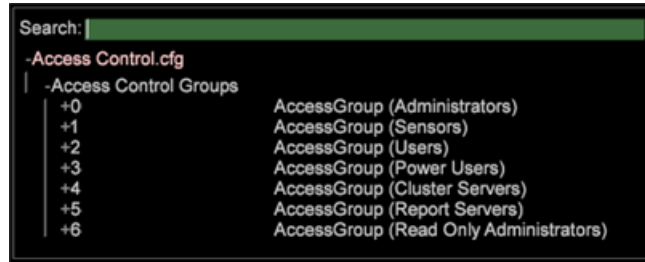 Search:
-Access Control.cfg
-Access Control Groups
+0 AccessGroup (Administrators)
+1 AccessGroup (Sensors)
+2 AccessGroup (Users)
+3 AccessGroup (Power Users)
+4 AccessGroup (Cluster Servers)
+5 AccessGroup (Report Servers)
+6 AccessGroup (Read Only Administrators)